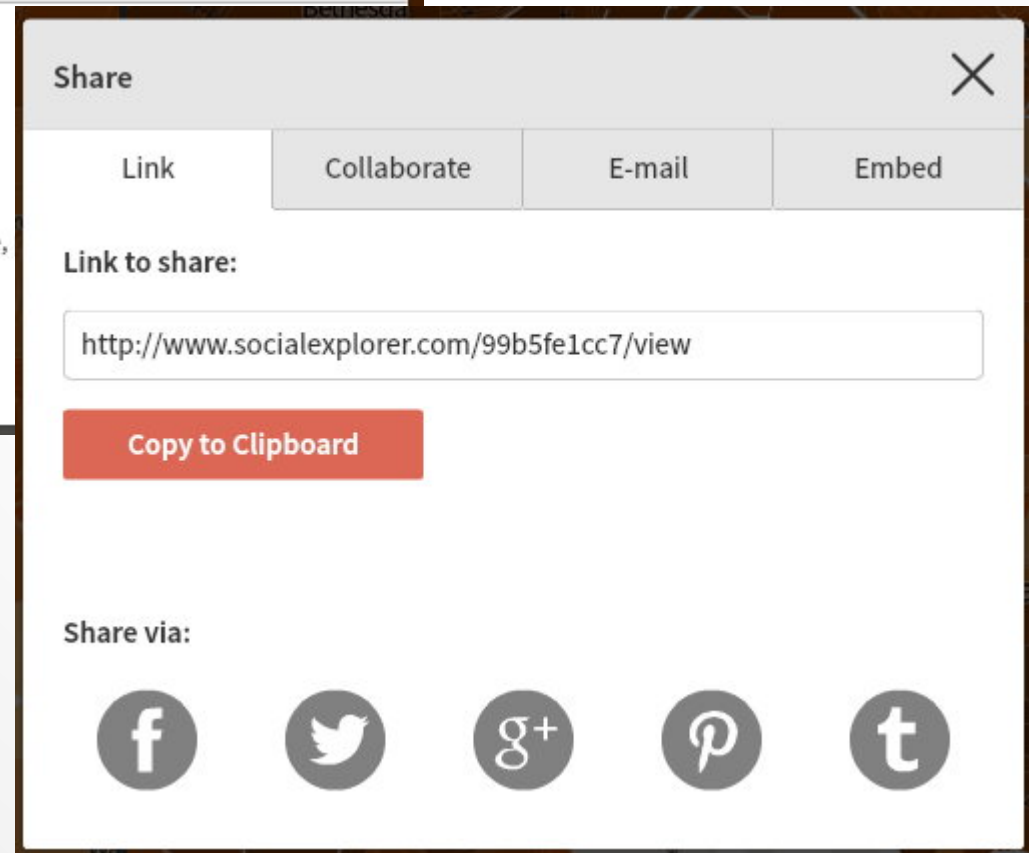 Bethesda
Share
Link Collaborate E-mail Embed
Link to share:
http://www.socialexplorer.com/99b5fe1cc7/view
Copy to Clipboard
Share via:
f g+ t